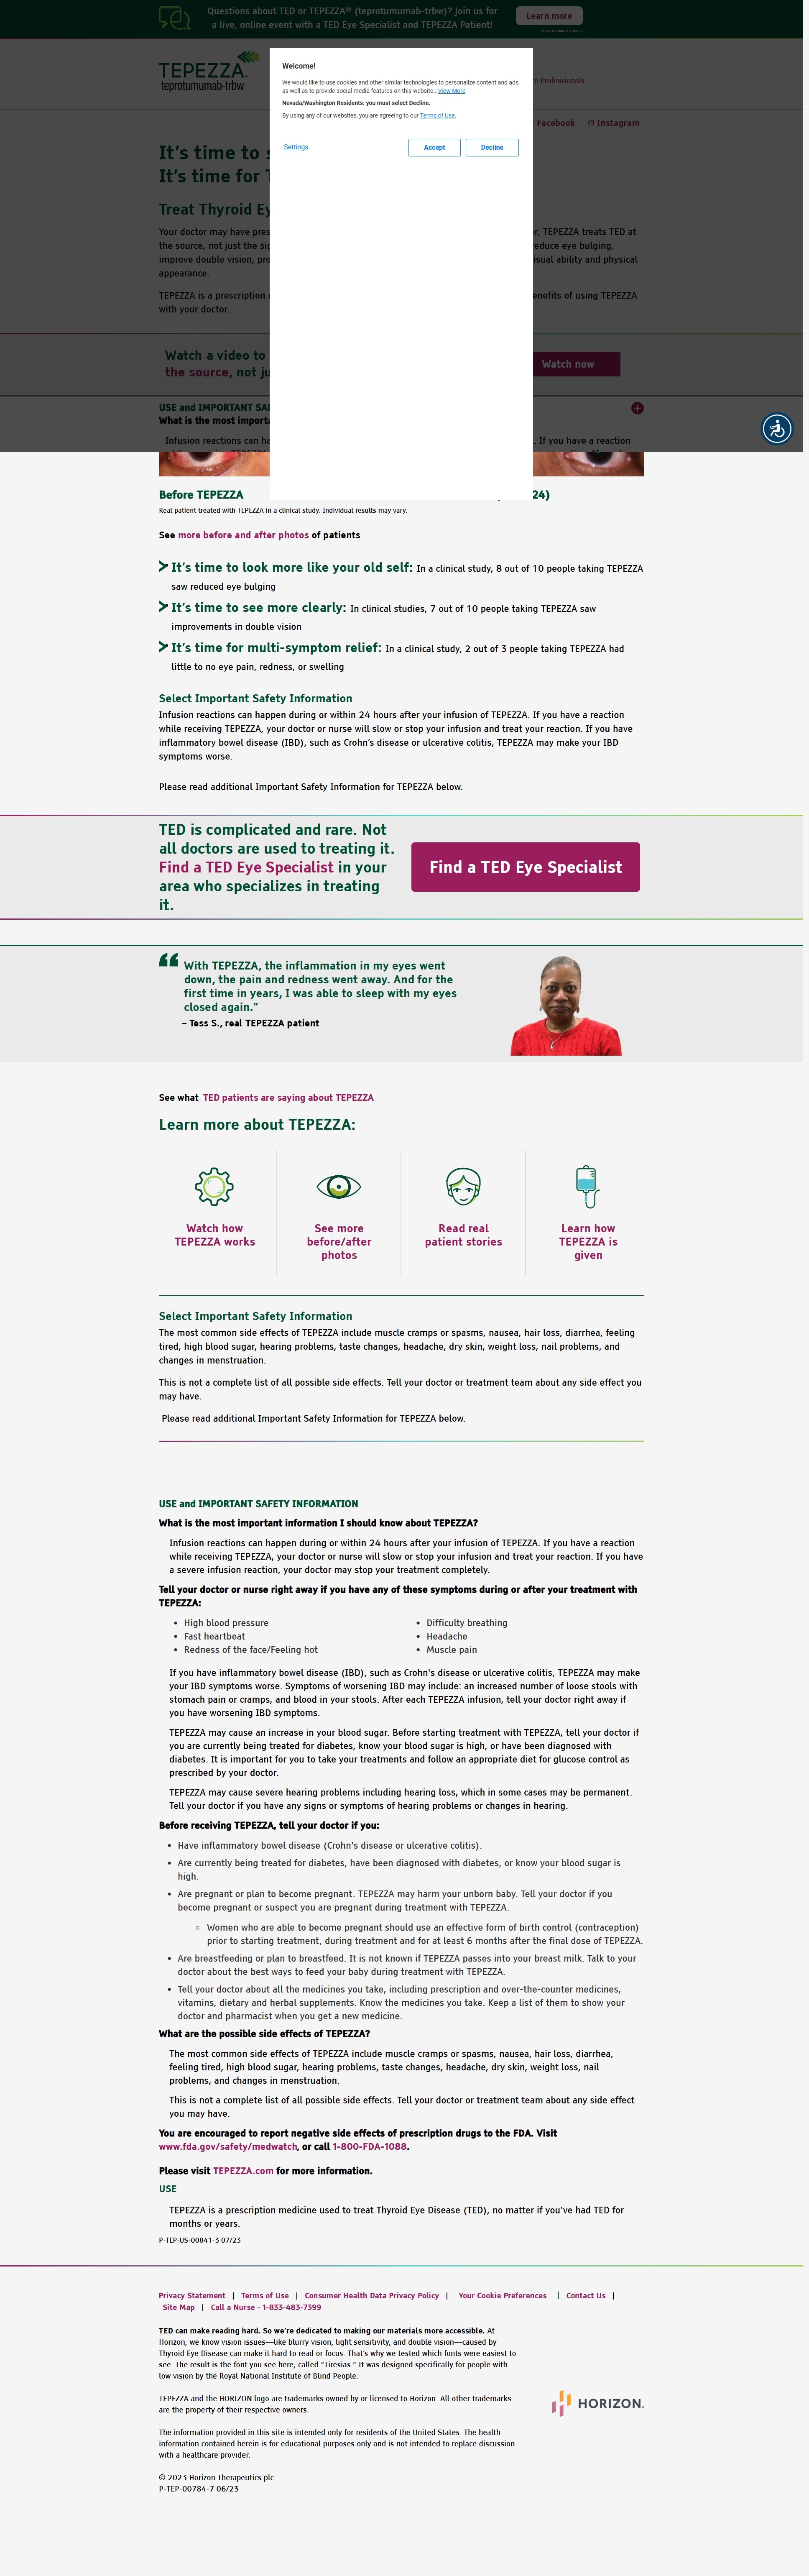 Questions about TED or TEPEZZA® (teprotumumab-trbw)? Join us for
a live, online event with a TED Eye Specialist and TEPEZZA Patient!
Learn more
TEPEZZA
teprotumumab-trbw
Professionals
Facebook
Instagram
Welcome!
We would like to use cookies and other similar technologies to personalize content and ads,
as well as to provide social media features on this website...View More
Nevada/Washington Residents: you must select Decline.
By using any of our websites, you are agreeing to our Terms of Use.
Settings
Accept
Decline
It's time to
It's time for
Treat Thyroid
Your doctor may have
TEPEZZA treats TED at
the source, not just the
reduce eye bulging,
improve double vision,
visual ability and physical
appearance.
TEPEZZA is a prescription
benefits of using TEPEZZA
with your doctor.
Watch a video to
the source, not
Watch now
USE and IMPORTANT
What is the most
Infusion reactions can
. If you have a reaction
Before TEPEZZA
24)
Real patient treated with TEPEZZA in a clinical study. Individual results may vary.
See more before and after photos of patients
It's time to look more like your old self: In a clinical study, 8 out of 10 people taking TEPEZZA
saw reduced eye bulging
It's time to see more clearly: In clinical studies, 7 out of 10 people taking TEPEZZA saw
improvements in double vision
It's time for multi-symptom relief: In a clinical study, 2 out of 3 people taking TEPEZZA had
little to no eye pain, redness, or swelling
Select Important Safety Information
Infusion reactions can happen during or within 24 hours after your infusion of TEPEZZA. If you have a reaction
while receiving TEPEZZA, your doctor or nurse will slow or stop your infusion and treat your reaction. If you have
inflammatory bowel disease (IBD), such as Crohn's disease or ulcerative colitis, TEPEZZA may make your IBD
symptoms worse.
Please read additional Important Safety Information for TEPEZZA below.
TED is complicated and rare. Not
all doctors are used to treating it.
Find a TED Eye Specialist in your
area who specializes in treating
it.
Find a TED Eye Specialist
“ With TEPEZZA, the inflammation in my eyes went
down, the pain and redness went away. And for the
first time in years, I was able to sleep with my eyes
closed again.”
– Tess S., real TEPEZZA patient
See what TED patients are saying about TEPEZZA
Learn more about TEPEZZA:
Watch how
TEPEZZA works
See more
before/after
photos
Read real
patient stories
Learn how
TEPEZZA is
given
Select Important Safety Information
The most common side effects of TEPEZZA include muscle cramps or spasms, nausea, hair loss, diarrhea, feeling
tired, high blood sugar, hearing problems, taste changes, headache, dry skin, weight loss, nail problems, and
changes in menstruation.
This is not a complete list of all possible side effects. Tell your doctor or treatment team about any side effect you
may have.
Please read additional Important Safety Information for TEPEZZA below.
USE and IMPORTANT SAFETY INFORMATION
What is the most important information I should know about TEPEZZA?
Infusion reactions can happen during or within 24 hours after your infusion of TEPEZZA. If you have a reaction
while receiving TEPEZZA, your doctor or nurse will slow or stop your infusion and treat your reaction. If you have
a severe infusion reaction, your doctor may stop your treatment completely.
Tell your doctor or nurse right away if you have any of these symptoms during or after your treatment with
TEPEZZA:
• High blood pressure
• Fast heartbeat
• Redness of the face/Feeling hot
• Difficulty breathing
• Headache
• Muscle pain
If you have inflammatory bowel disease (IBD), such as Crohn's disease or ulcerative colitis, TEPEZZA may make
your IBD symptoms worse. Symptoms of worsening IBD may include: an increased number of loose stools with
stomach pain or cramps, and blood in your stools. After each TEPEZZA infusion, tell your doctor right away if
you have worsening IBD symptoms.
TEPEZZA may cause an increase in your blood sugar. Before starting treatment with TEPEZZA, tell your doctor if
you are currently being treated for diabetes, know your blood sugar is high, or have been diagnosed with
diabetes. It is important for you to take your treatments and follow an appropriate diet for glucose control as
prescribed by your doctor.
TEPEZZA may cause severe hearing problems including hearing loss, which in some cases may be permanent.
Tell your doctor if you have any signs or symptoms of hearing problems or changes in hearing.
Before receiving TEPEZZA, tell your doctor if you:
• Have inflammatory bowel disease (Crohn's disease or ulcerative colitis).
• Are currently being treated for diabetes, have been diagnosed with diabetes, or know your blood sugar is
high.
• Are pregnant or plan to become pregnant. TEPEZZA may harm your unborn baby. Tell your doctor if you
become pregnant or suspect you are pregnant during treatment with TEPEZZA.
○ Women who are able to become pregnant should use an effective form of birth control (contraception)
prior to starting treatment, during treatment and for at least 6 months after the final dose of TEPEZZA.
• Are breastfeeding or plan to breastfeed. It is not known if TEPEZZA passes into your breast milk. Talk to your
doctor about the best ways to feed your baby during treatment with TEPEZZA.
• Tell your doctor about all the medicines you take, including prescription and over-the-counter medicines,
vitamins, dietary and herbal supplements. Know the medicines you take. Keep a list of them to show your
doctor and pharmacist when you get a new medicine.
What are the possible side effects of TEPEZZA?
The most common side effects of TEPEZZA include muscle cramps or spasms, nausea, hair loss, diarrhea,
feeling tired, high blood sugar, hearing problems, taste changes, headache, dry skin, weight loss, nail
problems, and changes in menstruation.
This is not a complete list of all possible side effects. Tell your doctor or treatment team about any side effect
you may have.
You are encouraged to report negative side effects of prescription drugs to the FDA. Visit
www.fda.gov/safety/medwatch, or call 1-800-FDA-1088.
Please visit TEPEZZA.com for more information.
USE
TEPEZZA is a prescription medicine used to treat Thyroid Eye Disease (TED), no matter if you've had TED for
months or years.
P-TEP-US-00841-3 07/23
Privacy Statement | Terms of Use | Consumer Health Data Privacy Policy | Your Cookie Preferences | Contact Us |
Site Map | Call a Nurse - 1-833-483-7399
TED can make reading hard. So we're dedicated to making our materials more accessible. At
Horizon, we know vision issues—like blurry vision, light sensitivity, and double vision—caused by
Thyroid Eye Disease can make it hard to read or focus. That's why we tested which fonts were easiest to
see. The result is the font you see here, called “Tiresias.” It was designed specifically for people with
low vision by the Royal National Institute of Blind People.
TEPEZZA and the HORIZON logo are trademarks owned by or licensed to Horizon. All other trademarks
are the property of their respective owners.
HORIZON.
The information provided in this site is intended only for residents of the United States. The health
information contained herein is for educational purposes only and is not intended to replace discussion
with a healthcare provider.
© 2023 Horizon Therapeutics plc
P-TEP-00784-7 06/23